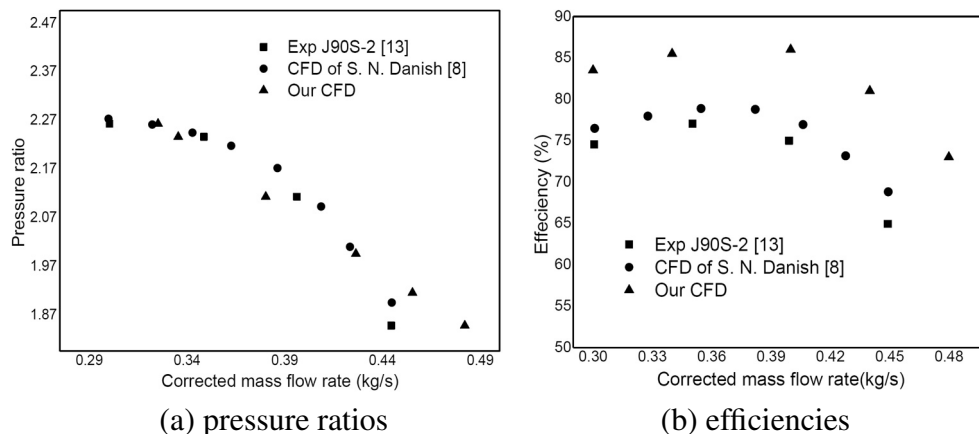 2.47
2.37
2.27
2.17
2.07
1.97
1.87
Pressure ratio
Exp J90S-2 [13]
CFD of S. N. Danish [8]
Our CFD
0.29 0.34 0.39 0.44 0.49
Corrected mass flow rate (kg/s)
(a) pressure ratios
90
85
80
75
70
65
60
55
50
Effeciency (%)
Exp J90S-2 [13]
CFD of S. N. Danish [8]
Our CFD
0.30 0.33 0.36 0.39 0.42 0.45 0.48
Corrected mass flow rate(kg/s)
(b) efficiencies